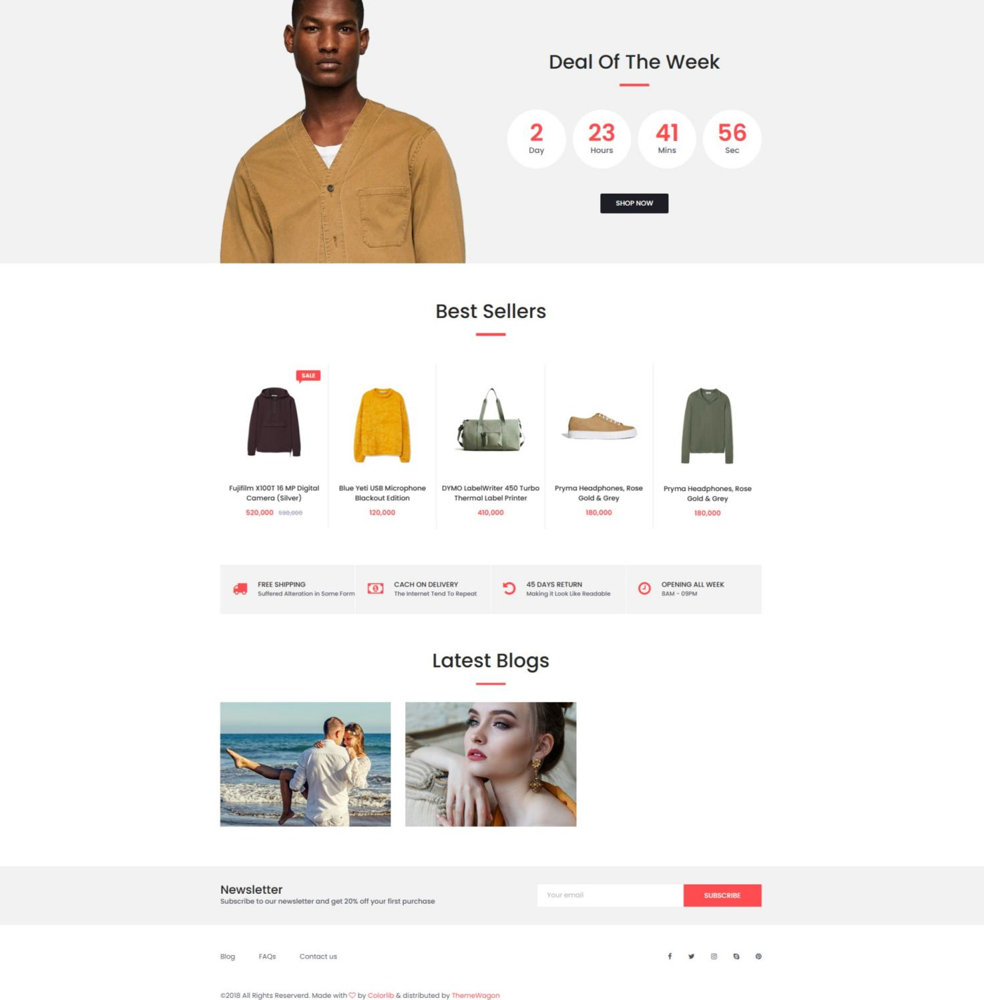 Deal Of The Week
2
Day
23
Hours
41
Mins
56
Sec
SHOP NOW
Best Sellers
SALE
Fujifilm X100T 16 MP Digital
Camera (Silver)
520,000 590,000
Blue Yeti USB Microphone
Blackout Edition
120,000
DYMO LabelWriter 450 Turbo
Thermal Label Printer
410,000
Pryma Headphones, Rose
Gold & Grey
180,000
Pryma Headphones, Rose
Gold & Grey
180,000
FREE SHIPPING
Suffered Alteration in Some Form
CACH ON DELIVERY
The Internet Tend To Repeat
45 DAYS RETURN
Making it Look Like Readable
OPENING ALL WEEK
8AM - 09PM
Latest Blogs
Newsletter
Subscribe to our newsletter and get 20% off your first purchase
Your email
SUBSCRIBE
Blog FAQs Contact us
©2018 All Rights Reserverd. Made with ♡ by Colorlib & distributed by ThemeWagon